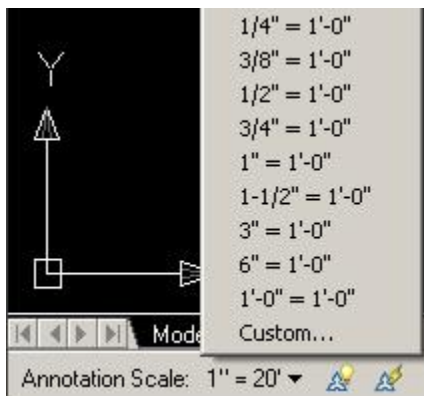 1/4" = 1'-0"
3/8" = 1'-0"
1/2" = 1'-0"
3/4" = 1'-0"
1" = 1'-0"
1-1/2" = 1'-0"
3" = 1'-0"
6" = 1'-0"
1'-0" = 1'-0"
Custom...
Y
Mode
Annotation Scale: 1" = 20'